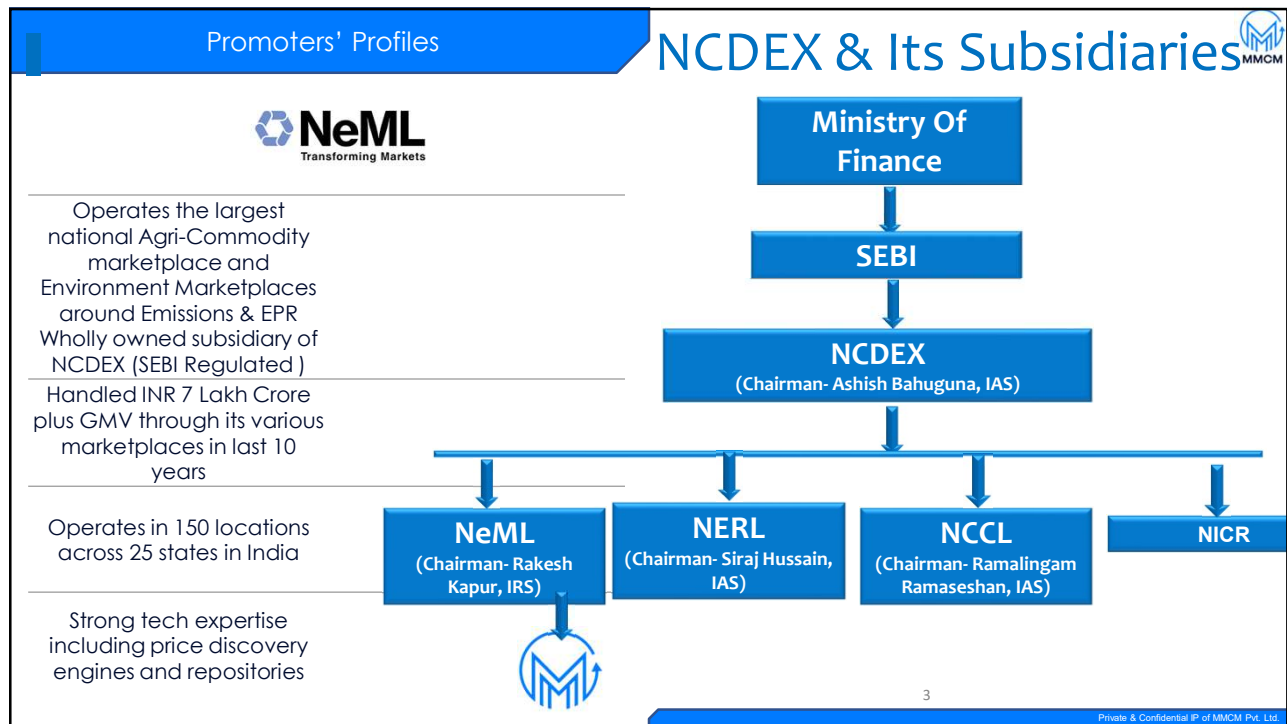 Promoters’ Profiles
NCDEX & Its Subsidiaries
MMCM
NeML
Transforming Markets
Operates the largest
national Agri-Commodity
marketplace and
Environment Marketplaces
around Emissions & EPR
Wholly owned subsidiary of
NCDEX (SEBI Regulated )
Handled INR 7 Lakh Crore
plus GMV through its various
marketplaces in last 10
years
Operates in 150 locations
across 25 states in India
Strong tech expertise
including price discovery
engines and repositories
Ministry Of
Finance
SEBI
NCDEX
(Chairman- Ashish Bahuguna, IAS)
NeML
(Chairman- Rakesh
Kapur, IRS)
NERL
(Chairman- Siraj Hussain,
IAS)
NCCL
(Chairman- Ramalingam
Ramaseshan, IAS)
NICR
3
Private & Confidential IP of MMCM Pvt. Ltd.